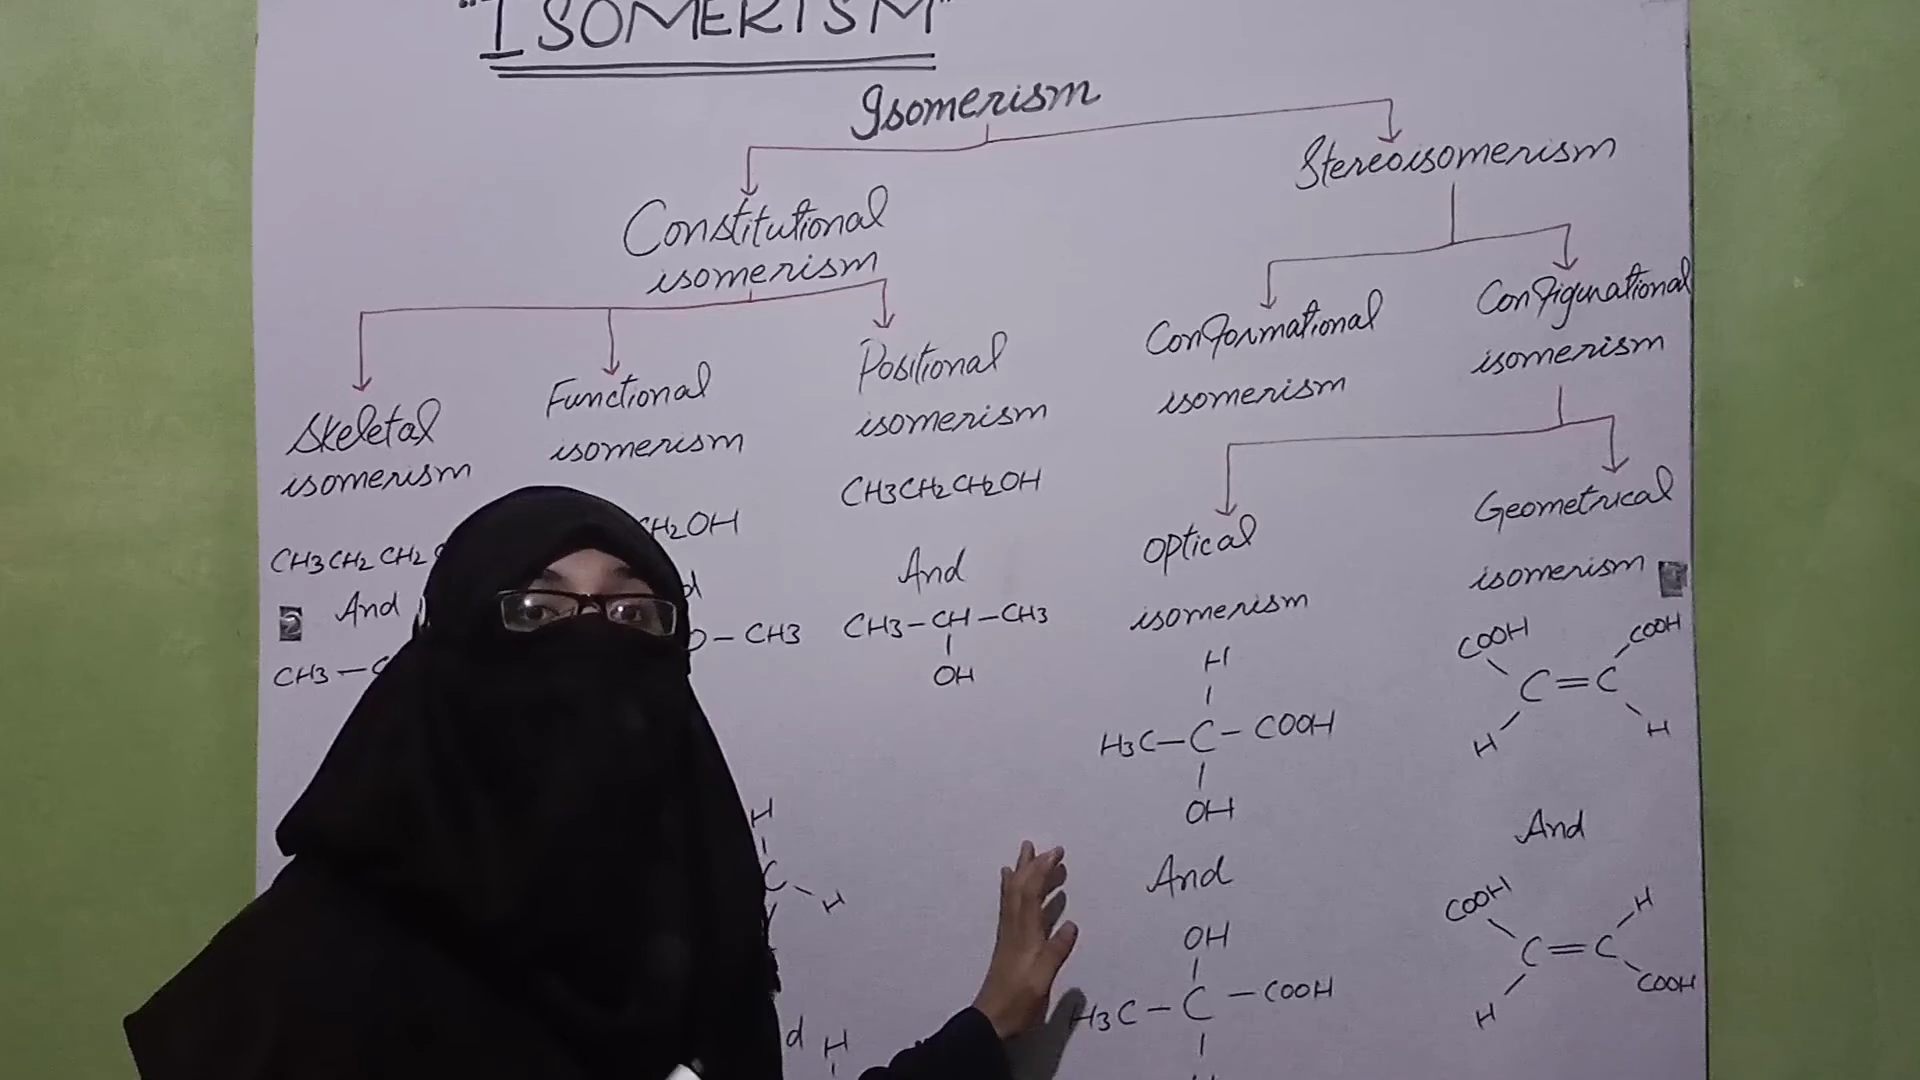 "ISOMERISM"
Isomerism
Constitutional
isomerism
Stereoisomerism
Skeletal
isomerism
CH3CH2CH2
And
CH3-C
Functional
isomerism
CH2OH
d
O-CH3
Positional
isomerism
CH3CH2CH2OH
And
CH3-CH-CH3
OH
Conformational
isomerism
Configurational
isomerism
Optical
isomerism
H
H3C-C-COOH
OH
And
OH
H3C-C-COOH
Geometrical
isomerism
COOH COOH
C=C
H H
And
COOH H
C=C
H COOH
H
C
H
d H